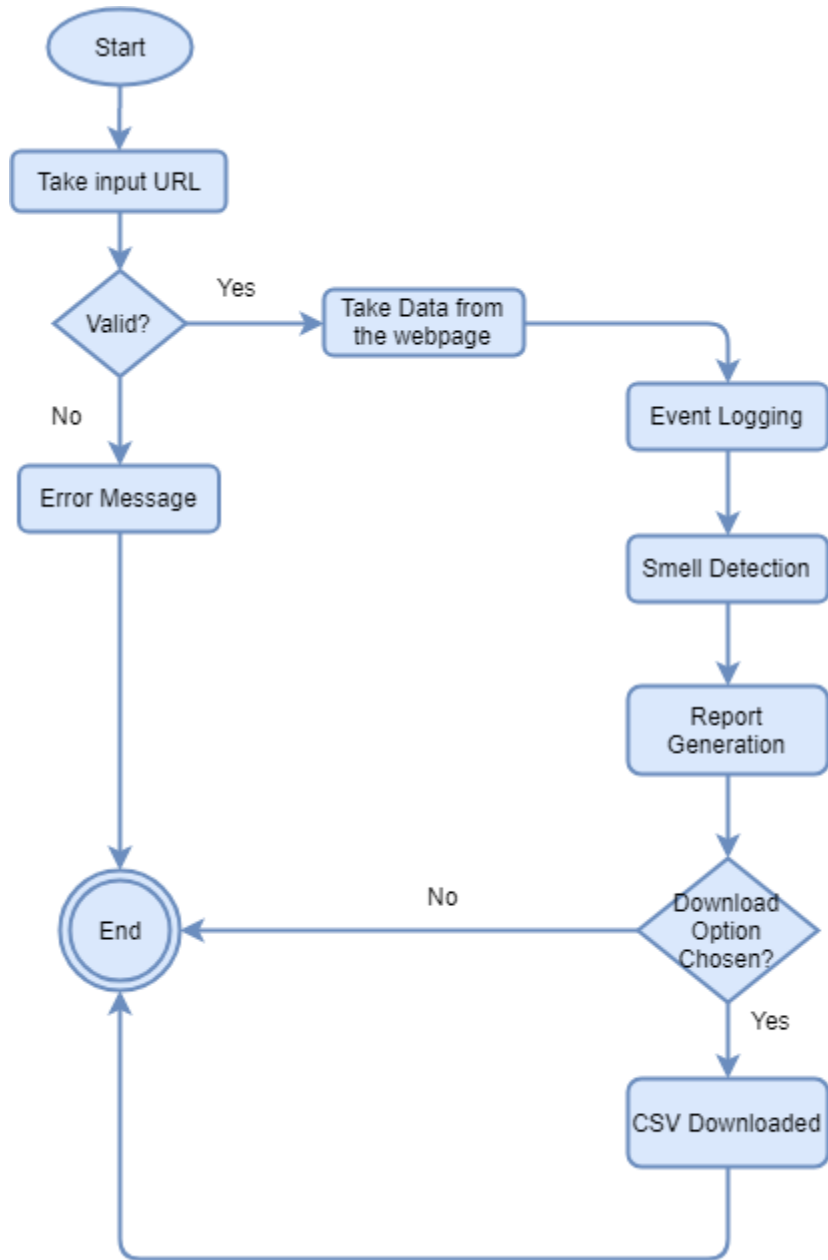 Start
Take input URL
Valid?
Yes
Take Data from
the webpage
Event Logging
No
Error Message
Smell Detection
Report
Generation
Download
Option
Chosen?
No
End
Yes
CSV Downloaded